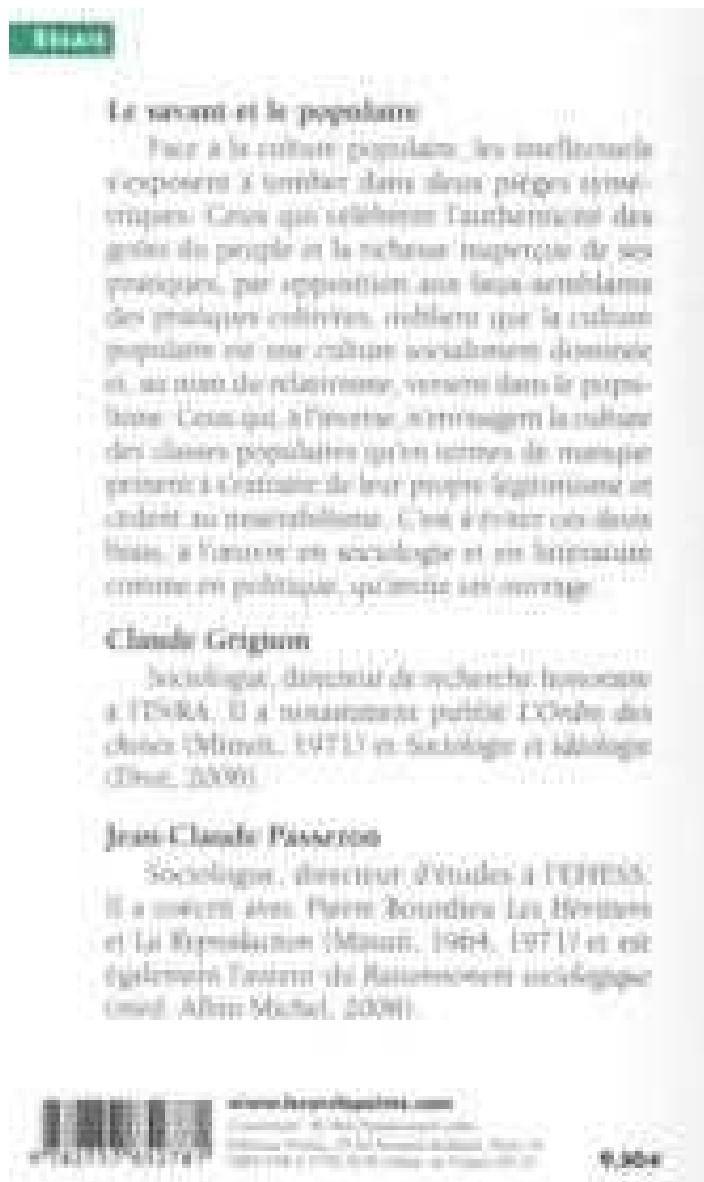 Essais
Le savant et le populaire
Face à la culture populaire, les intellectuels
s'exposent à tomber dans deux pièges symé-
triques. Ceux qui célèbrent l'authenticité des
goûts du peuple et la richesse inaperçue de ses
pratiques, par opposition aux faux-semblants
des pratiques cultivées, oublient que la culture
populaire est une culture socialement dominée
et, au nom du relativisme, versent dans le popu-
lisme. Ceux qui, à l'inverse, n'envisagent la culture
des classes populaires qu'en termes de manque
peinent à s'extraire de leur propre légitimisme et
cèdent au misérabilisme. C'est à éviter ces deux
biais, à l'œuvre en sociologie et en littérature
comme en politique, qu'invite cet ouvrage.
Claude Grignon
Sociologue, directeur de recherche honoraire
à l'INRA. Il a notamment publié L'Ordre des
choses (Minuit, 1971) et Sociologie et idéologie
Jean-Claude Passeron
Sociologue, directeur d'études à l'EHESS.
Il a coécrit avec Pierre Bourdieu Les Héritiers
et La Reproduction (Minuit, 1964, 1971) et est
également l'auteur du Raisonnement sociologique
(rééd. Albin Michel, 2006).
www.lecerclepoints.com